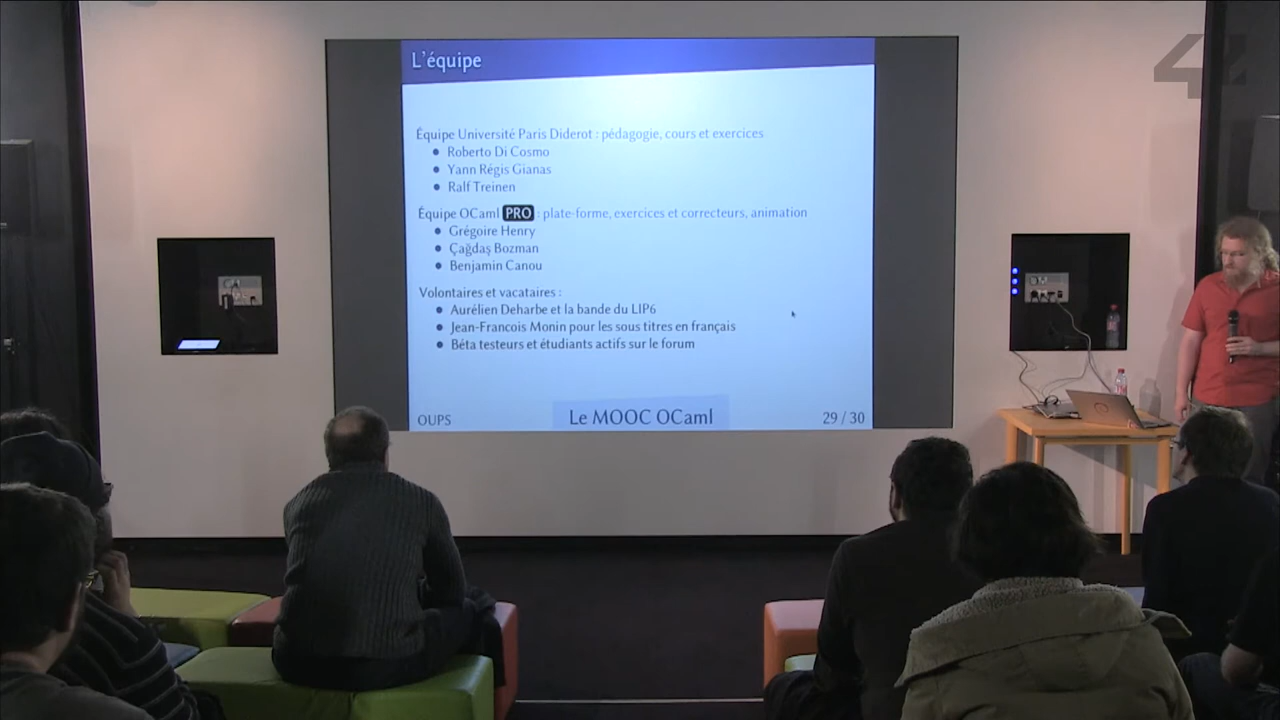 L'équipe
Équipe Université Paris Diderot : pédagogie, cours et exercices
• Roberto Di Cosmo
• Yann Régis Gianas
• Ralf Treinen
Équipe OCaml PRO : plate-forme, exercices et correcteurs, animation
• Grégoire Henry
• Çağdaş Bozman
• Benjamin Canou
Volontaires et vacataires :
• Aurélien Deharbe et la bande du LIP6
• Jean-Francois Monin pour les sous titres en français
• Béta testeurs et étudiants actifs sur le forum
OUPS
Le MOOC OCaml
29 / 30
42